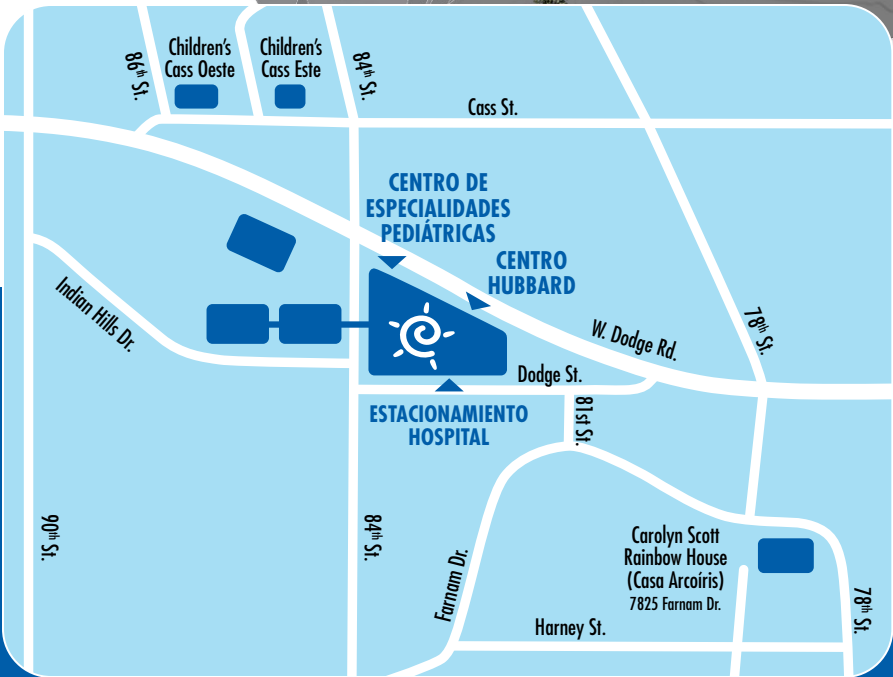 Children's
Cass Oeste
Children's
Cass Este
86th St.
84th St.
Cass St.
CENTRO DE
ESPECIALIDADES
PEDIÁTRICAS
CENTRO
HUBBARD
Indian Hills Dr.
W. Dodge Rd.
78th St.
Dodge St.
ESTACIONAMIENTO
HOSPITAL
81st St.
90th St.
84th St.
Farnam Dr.
Carolyn Scott
Rainbow House
(Casa Arcoíris)
7825 Farnam Dr.
78th St.
Harney St.